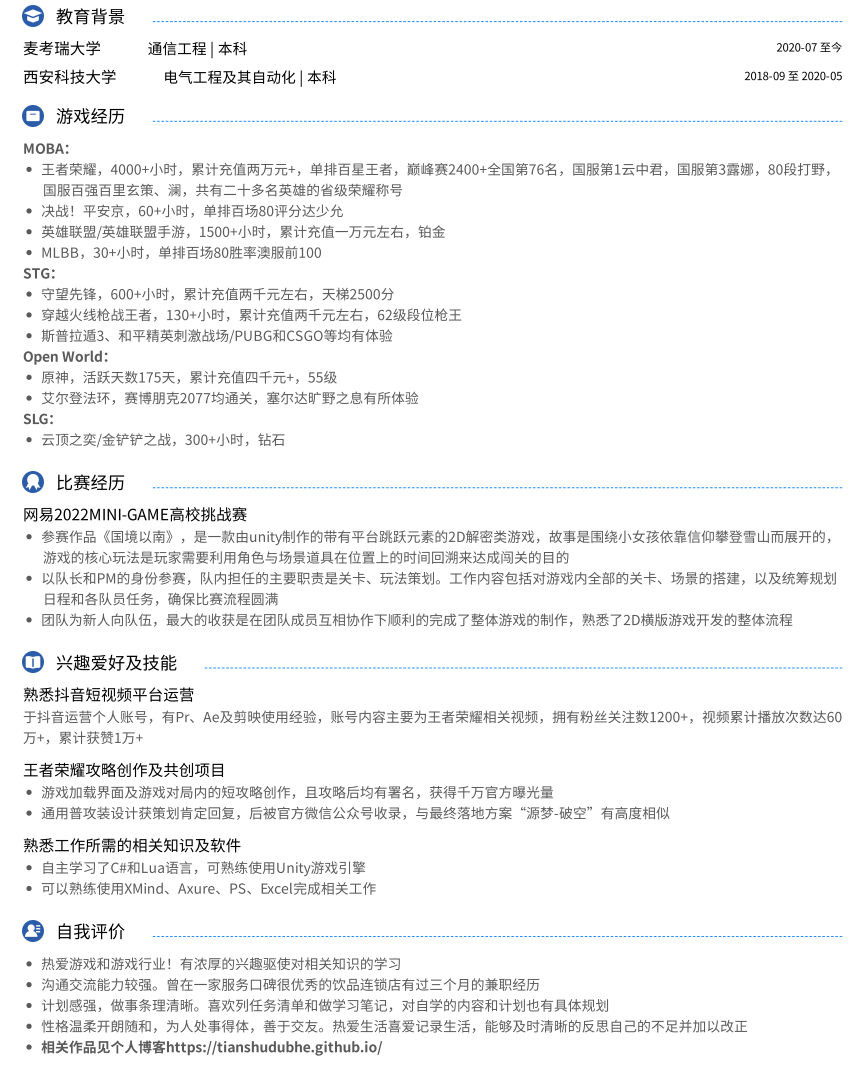 教育背景
麦考瑞大学 通信工程 | 本科 2020-07 至今
西安科技大学 电气工程及其自动化 | 本科 2018-09 至 2020-05
游戏经历
MOBA：
王者荣耀，4000+小时，累计充值两万元+，单排百星王者，巅峰赛2400+全国第76名，国服第1云中君，国服第3露娜，80段打野，
国服百强百里玄策、澜，共有二十多名英雄的省级荣耀称号
决战！平安京，60+小时，单排百场80评分达少允
英雄联盟/英雄联盟手游，1500+小时，累计充值一万元左右，铂金
MLBB，30+小时，单排百场80胜率澳服前100
STG：
守望先锋，600+小时，累计充值两千元左右，天梯2500分
穿越火线枪战王者，130+小时，累计充值两千元左右，62级段位枪王
斯普拉遁3、和平精英刺激战场/PUBG和CSGO等均有体验
Open World：
原神，活跃天数175天，累计充值四千元+，55级
艾尔登法环，赛博朋克2077均通关，塞尔达旷野之息有所体验
SLG：
云顶之弈/金铲铲之战，300+小时，钻石
比赛经历
网易2022MINI-GAME高校挑战赛
参赛作品《国境以南》，是一款由unity制作的带有平台跳跃元素的2D解密类游戏，故事是围绕小女孩依靠信仰攀登雪山而展开的，
游戏的核心玩法是玩家需要利用角色与场景道具在位置上的时间回溯来达成闯关的目的
以队长和PM的身份参赛，队内担任的主要职责是关卡、玩法策划。工作内容包括对游戏内全部的关卡、场景的搭建，以及统筹规划
日程和各队员任务，确保比赛流程圆满
团队为新人向队伍，最大的收获是在团队成员互相协作下顺利的完成了整体游戏的制作，熟悉了2D横版游戏开发的整体流程
兴趣爱好及技能
熟悉抖音短视频平台运营
于抖音运营个人账号，有Pr、Ae及剪映使用经验，账号内容主要为王者荣耀相关视频，拥有粉丝关注数1200+，视频累计播放次数达60
万+，累计获赞1万+
王者荣耀攻略创作及共创项目
游戏加载界面及游戏对局内的短攻略创作，且攻略后均有署名，获得千万官方曝光量
通用普攻装设计获策划肯定回复，后被官方微信公众号收录，与最终落地方案“源梦-破空”有高度相似
熟悉工作所需的相关知识及软件
自主学习了C#和Lua语言，可熟练使用Unity游戏引擎
可以熟练使用XMind、Axure、PS、Excel完成相关工作
自我评价
热爱游戏和游戏行业！有浓厚的兴趣驱使对相关知识的学习
沟通交流能力较强。曾在一家服务口碑很优秀的饮品连锁店有过三个月的兼职经历
计划感强，做事条理清晰。喜欢列任务清单和做学习笔记，对自学的内容和计划也有具体规划
性格温柔开朗随和，为人处事得体，善于交友。热爱生活喜爱记录生活，能够及时清晰的反思自己的不足并加以改正
相关作品见个人博客https://tianshudubhe.github.io/